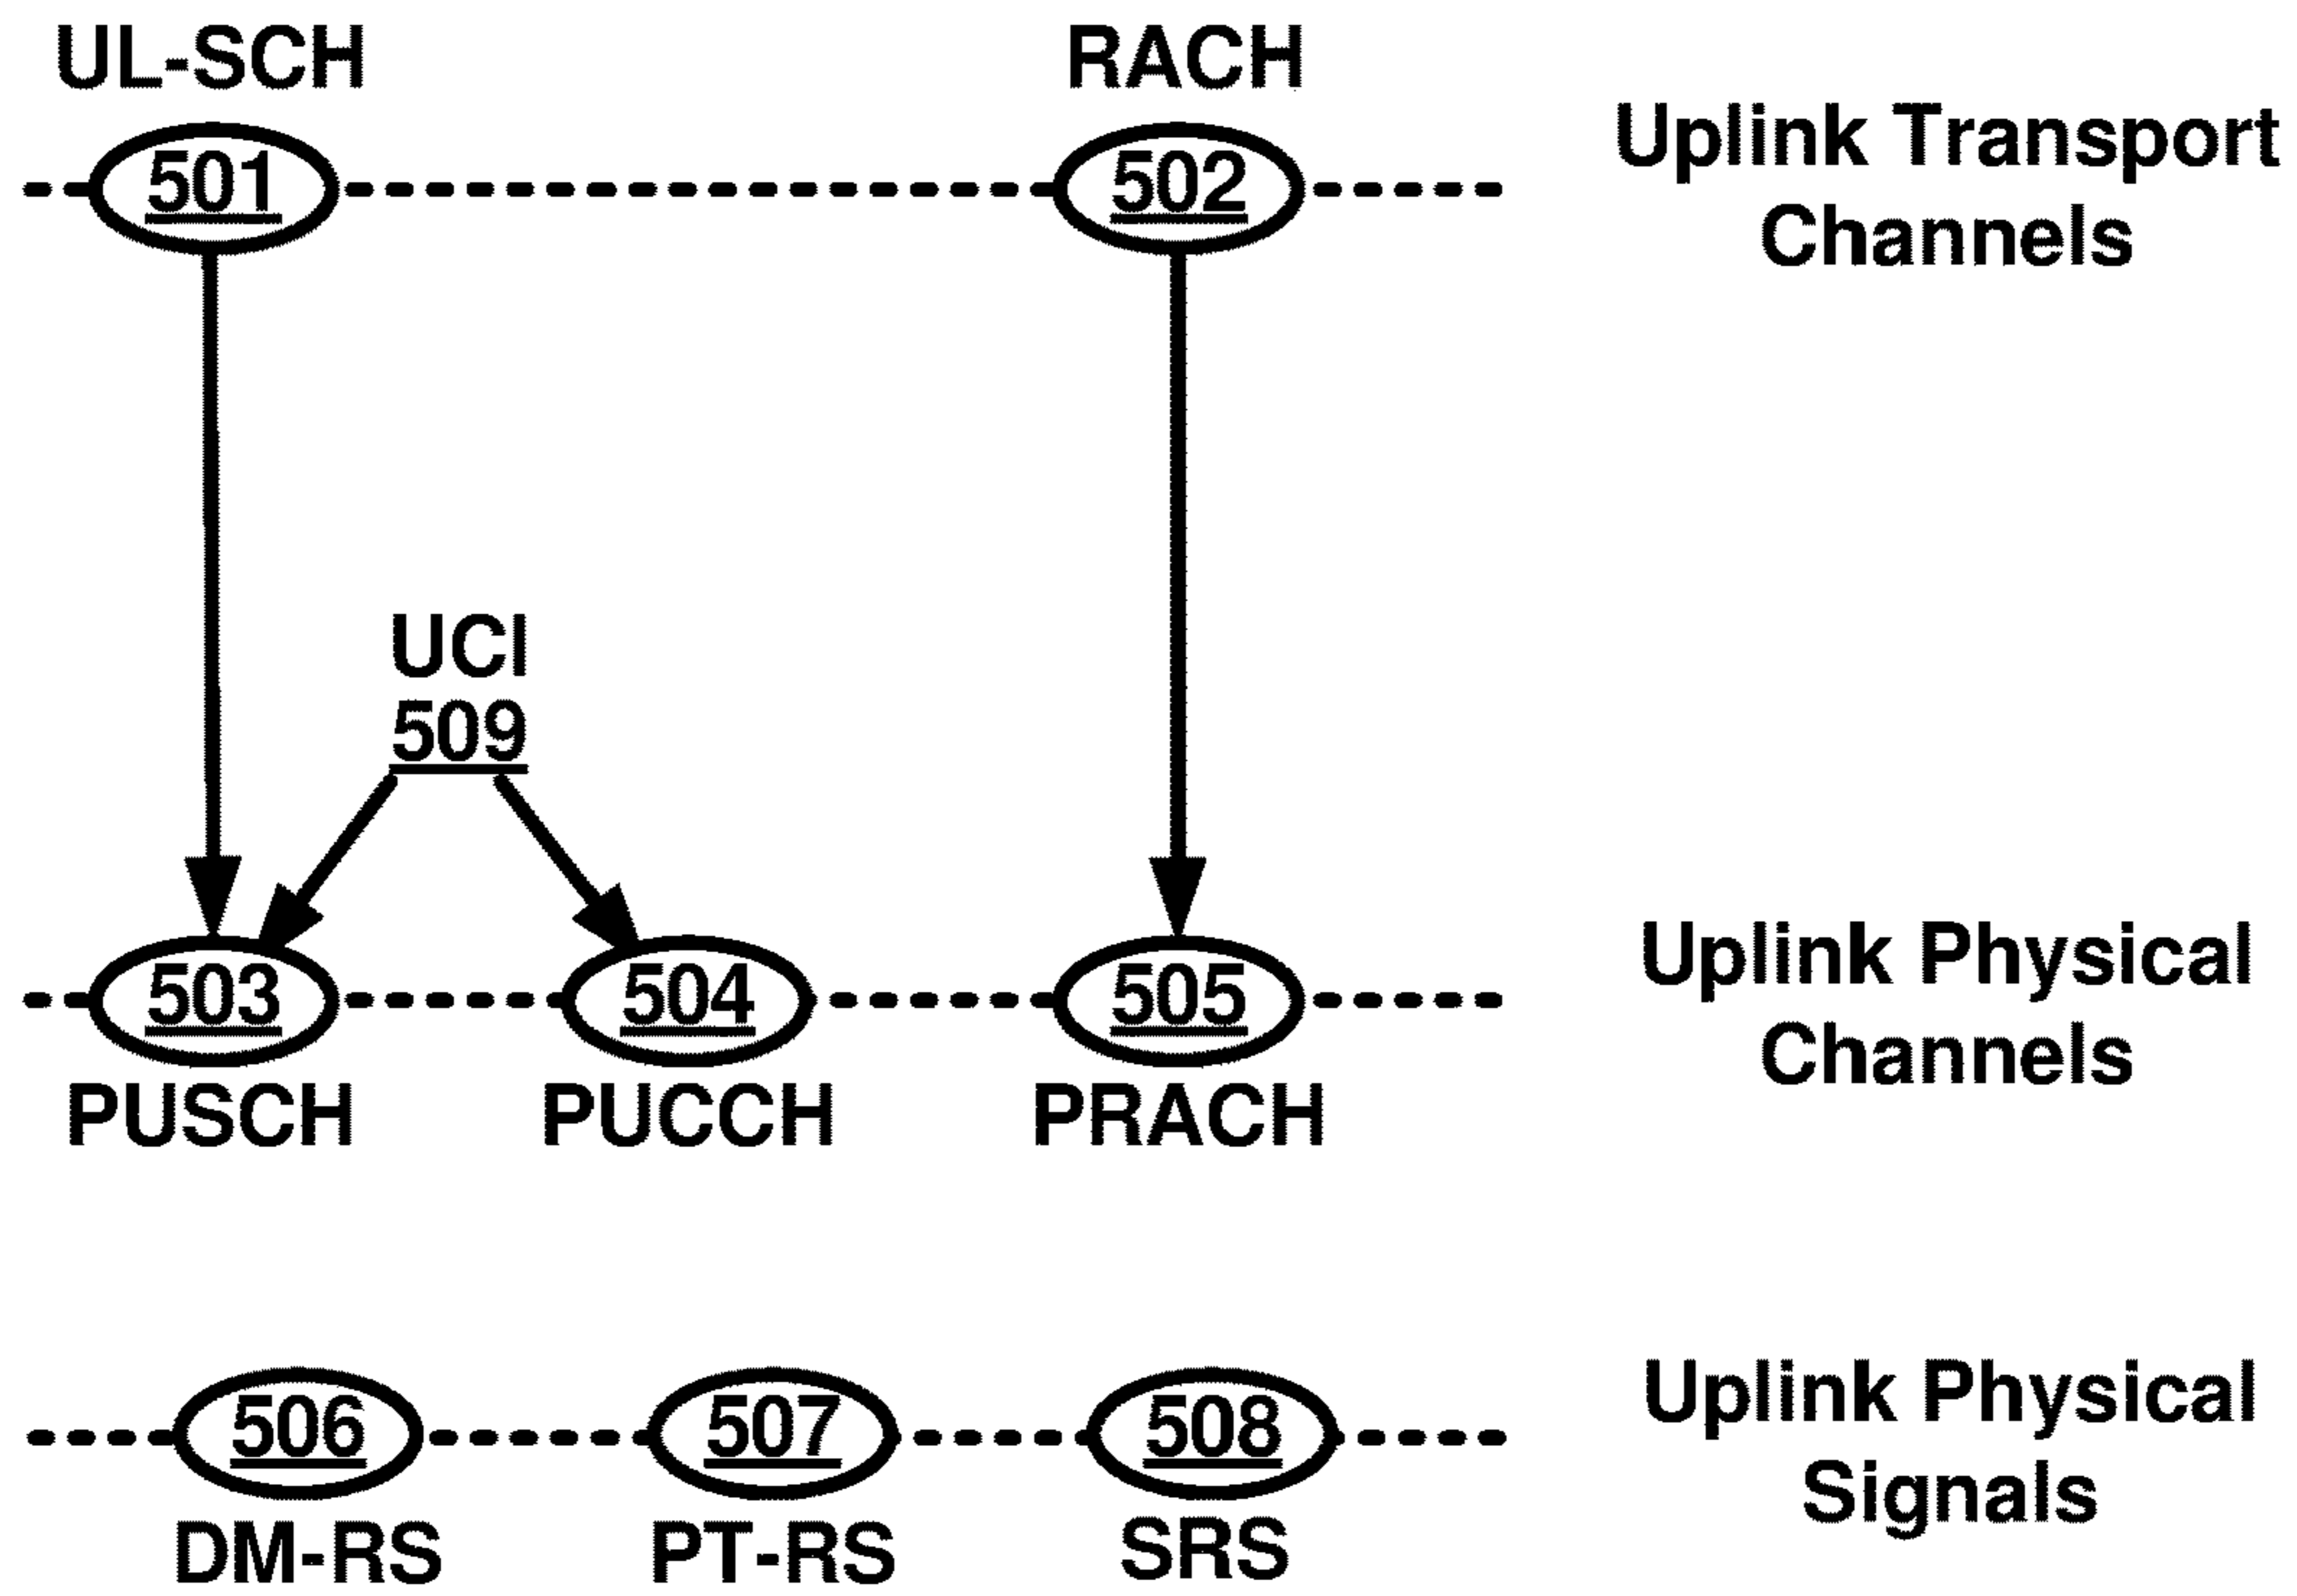 UL-SCH
RACH
501
502
Uplink Transport
Channels
UCI
509
503
504
505
Uplink Physical
Channels
PUSCH
PUCCH
PRACH
506
507
508
Uplink Physical
Signals
DM-RS
PT-RS
SRS